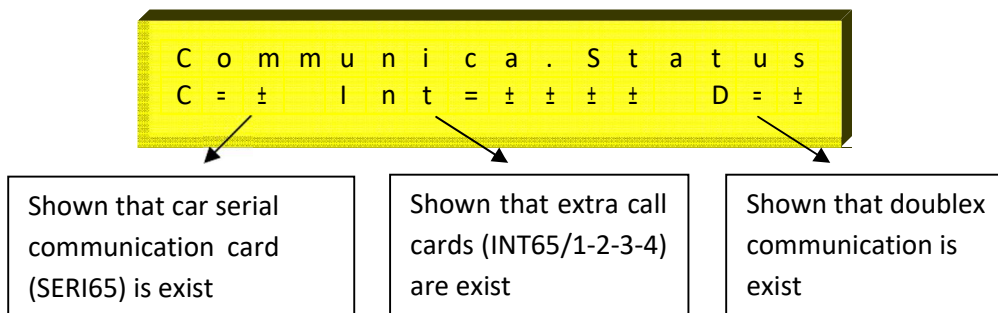 Communica.Status
C=± Int=±±±± D=±
Shown that car serial
communication card
(SERI65) is exist
Shown that extra call
cards (INT65/1-2-3-4)
are exist
Shown that doublex
communication is
exist